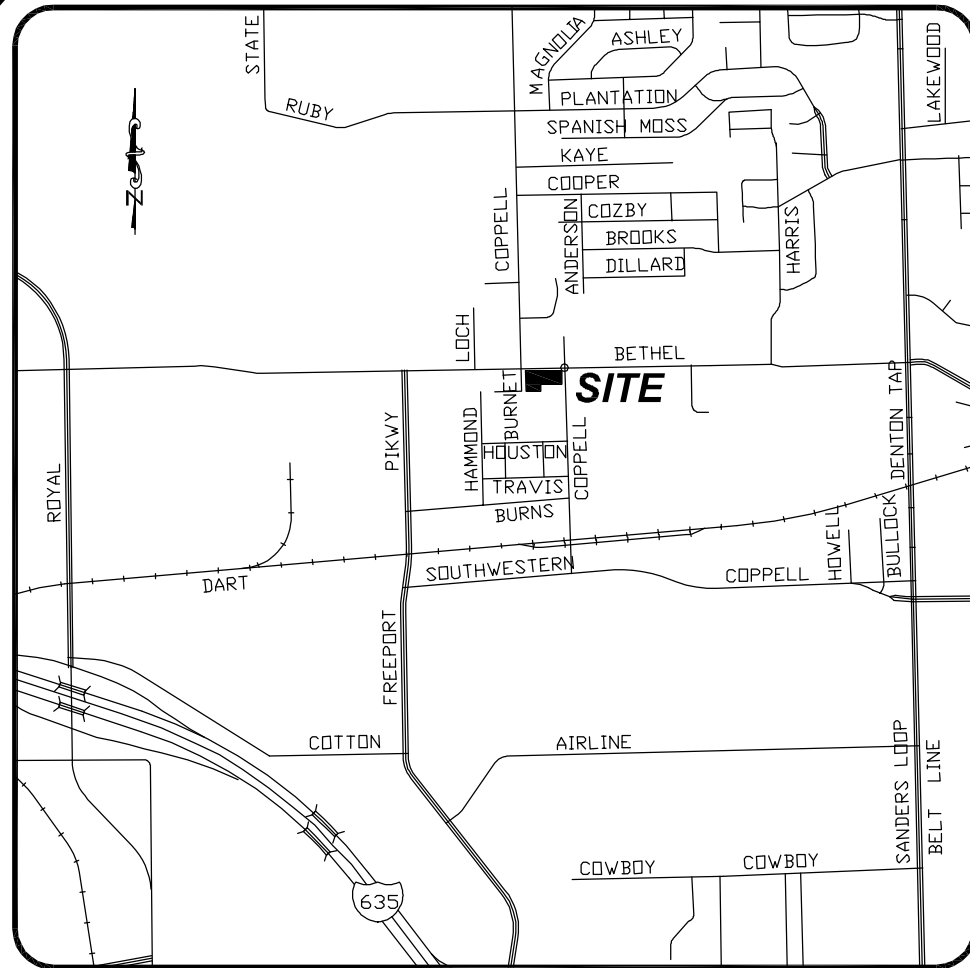 STATE
MAGNOLIA
ASHLEY
LAKEWOOD
RUBY
PLANTATION
SPANISH MOSS
KAYE
COOPER
N
COPPELL
ANDERSON
COZBY
BROOKS
DILLARD
HARRIS
LOCH
BETHEL
SITE
BURNET
HAMMOND
HOUSTON
TRAVIS
BURNS
COPPELL
PIKWY
ROYAL
DENTON TAP
DART
SOUTHWESTERN
COPPELL
HOWELL
BULLOCK
FREEPORT
COTTON
AIRLINE
SANDERS LOOP
BELT LINE
COWBOY
COWBOY
635